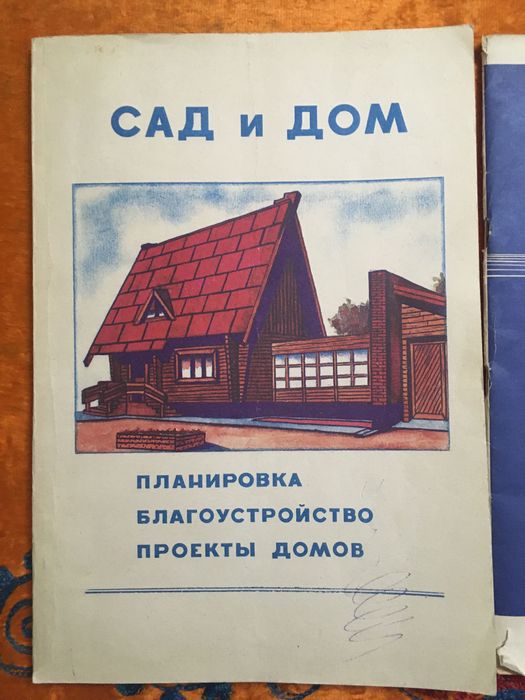 САД и ДОМ
ПЛАНИРОВКА
БЛАГОУСТРОЙСТВО
ПРОЕКТЫ ДОМОВ